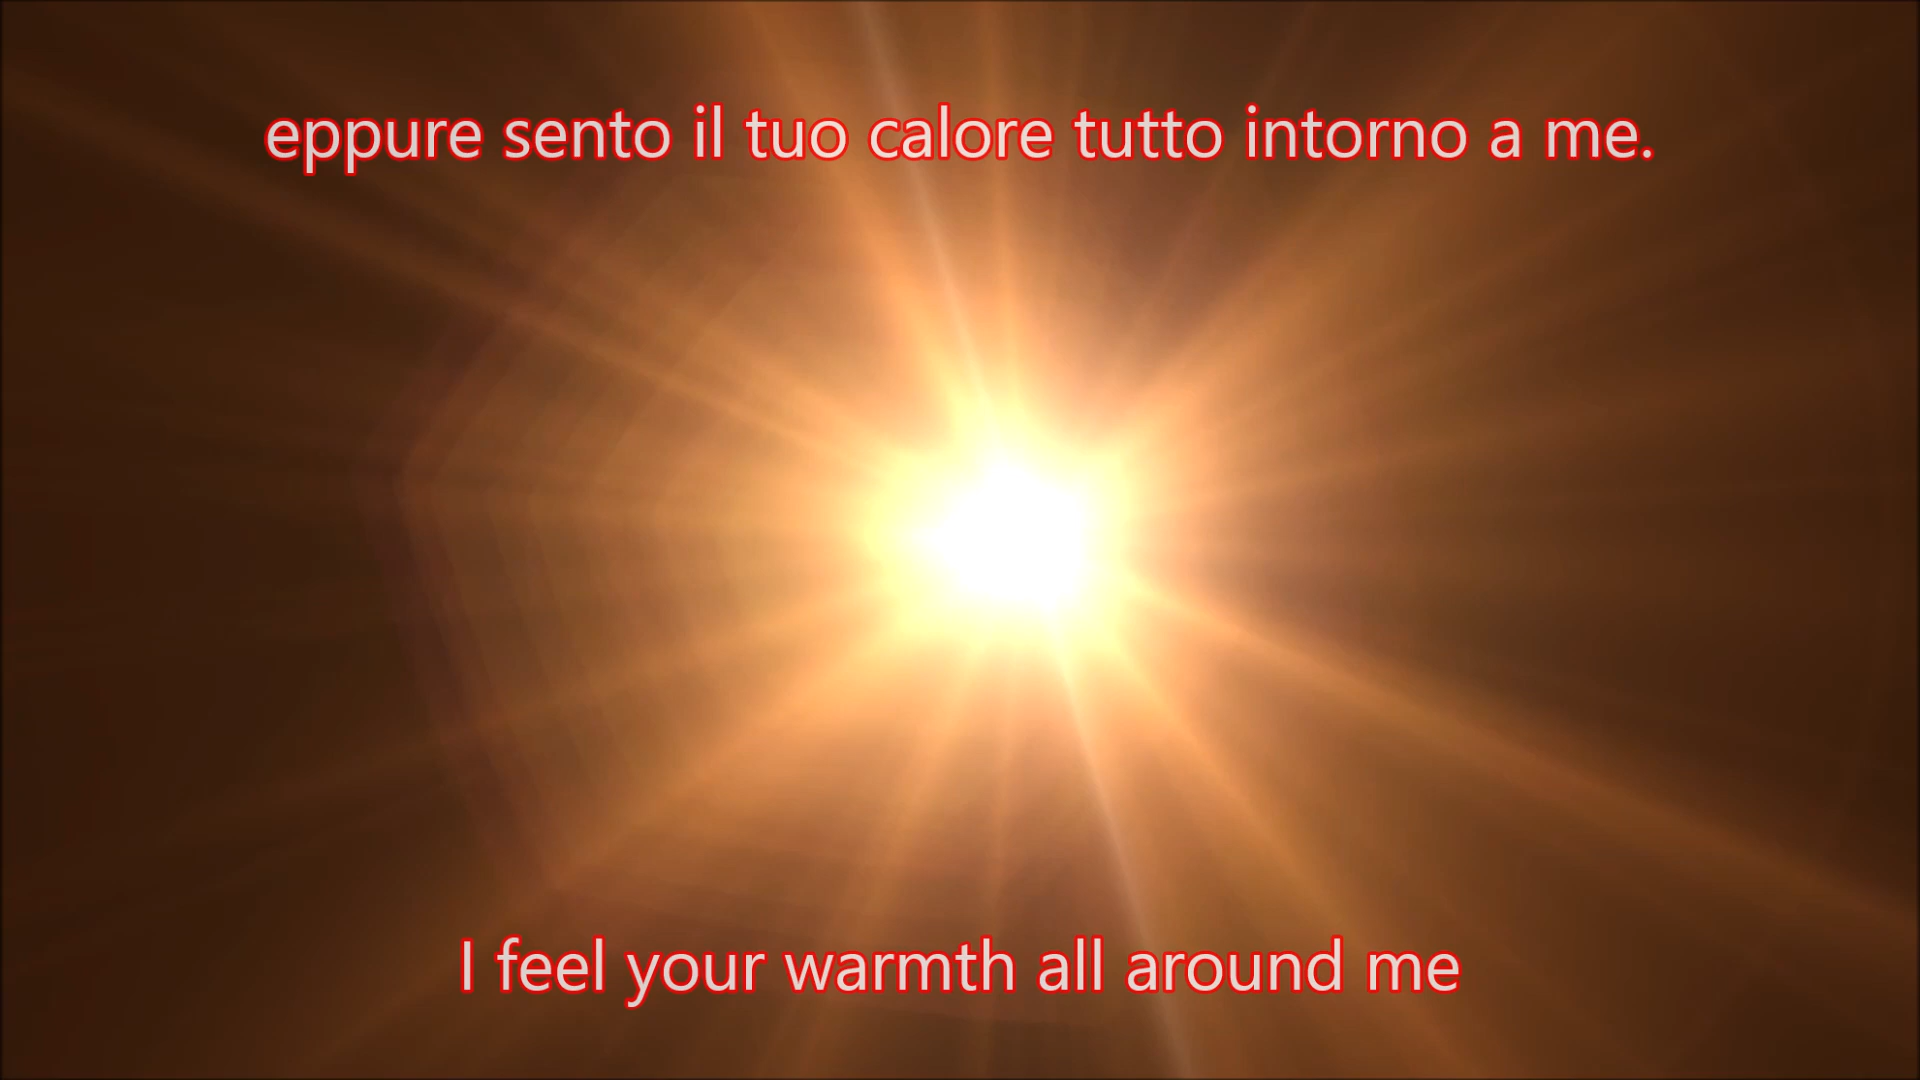 eppure sento il tuo calore tutto intorno a me.
I feel your warmth all around me